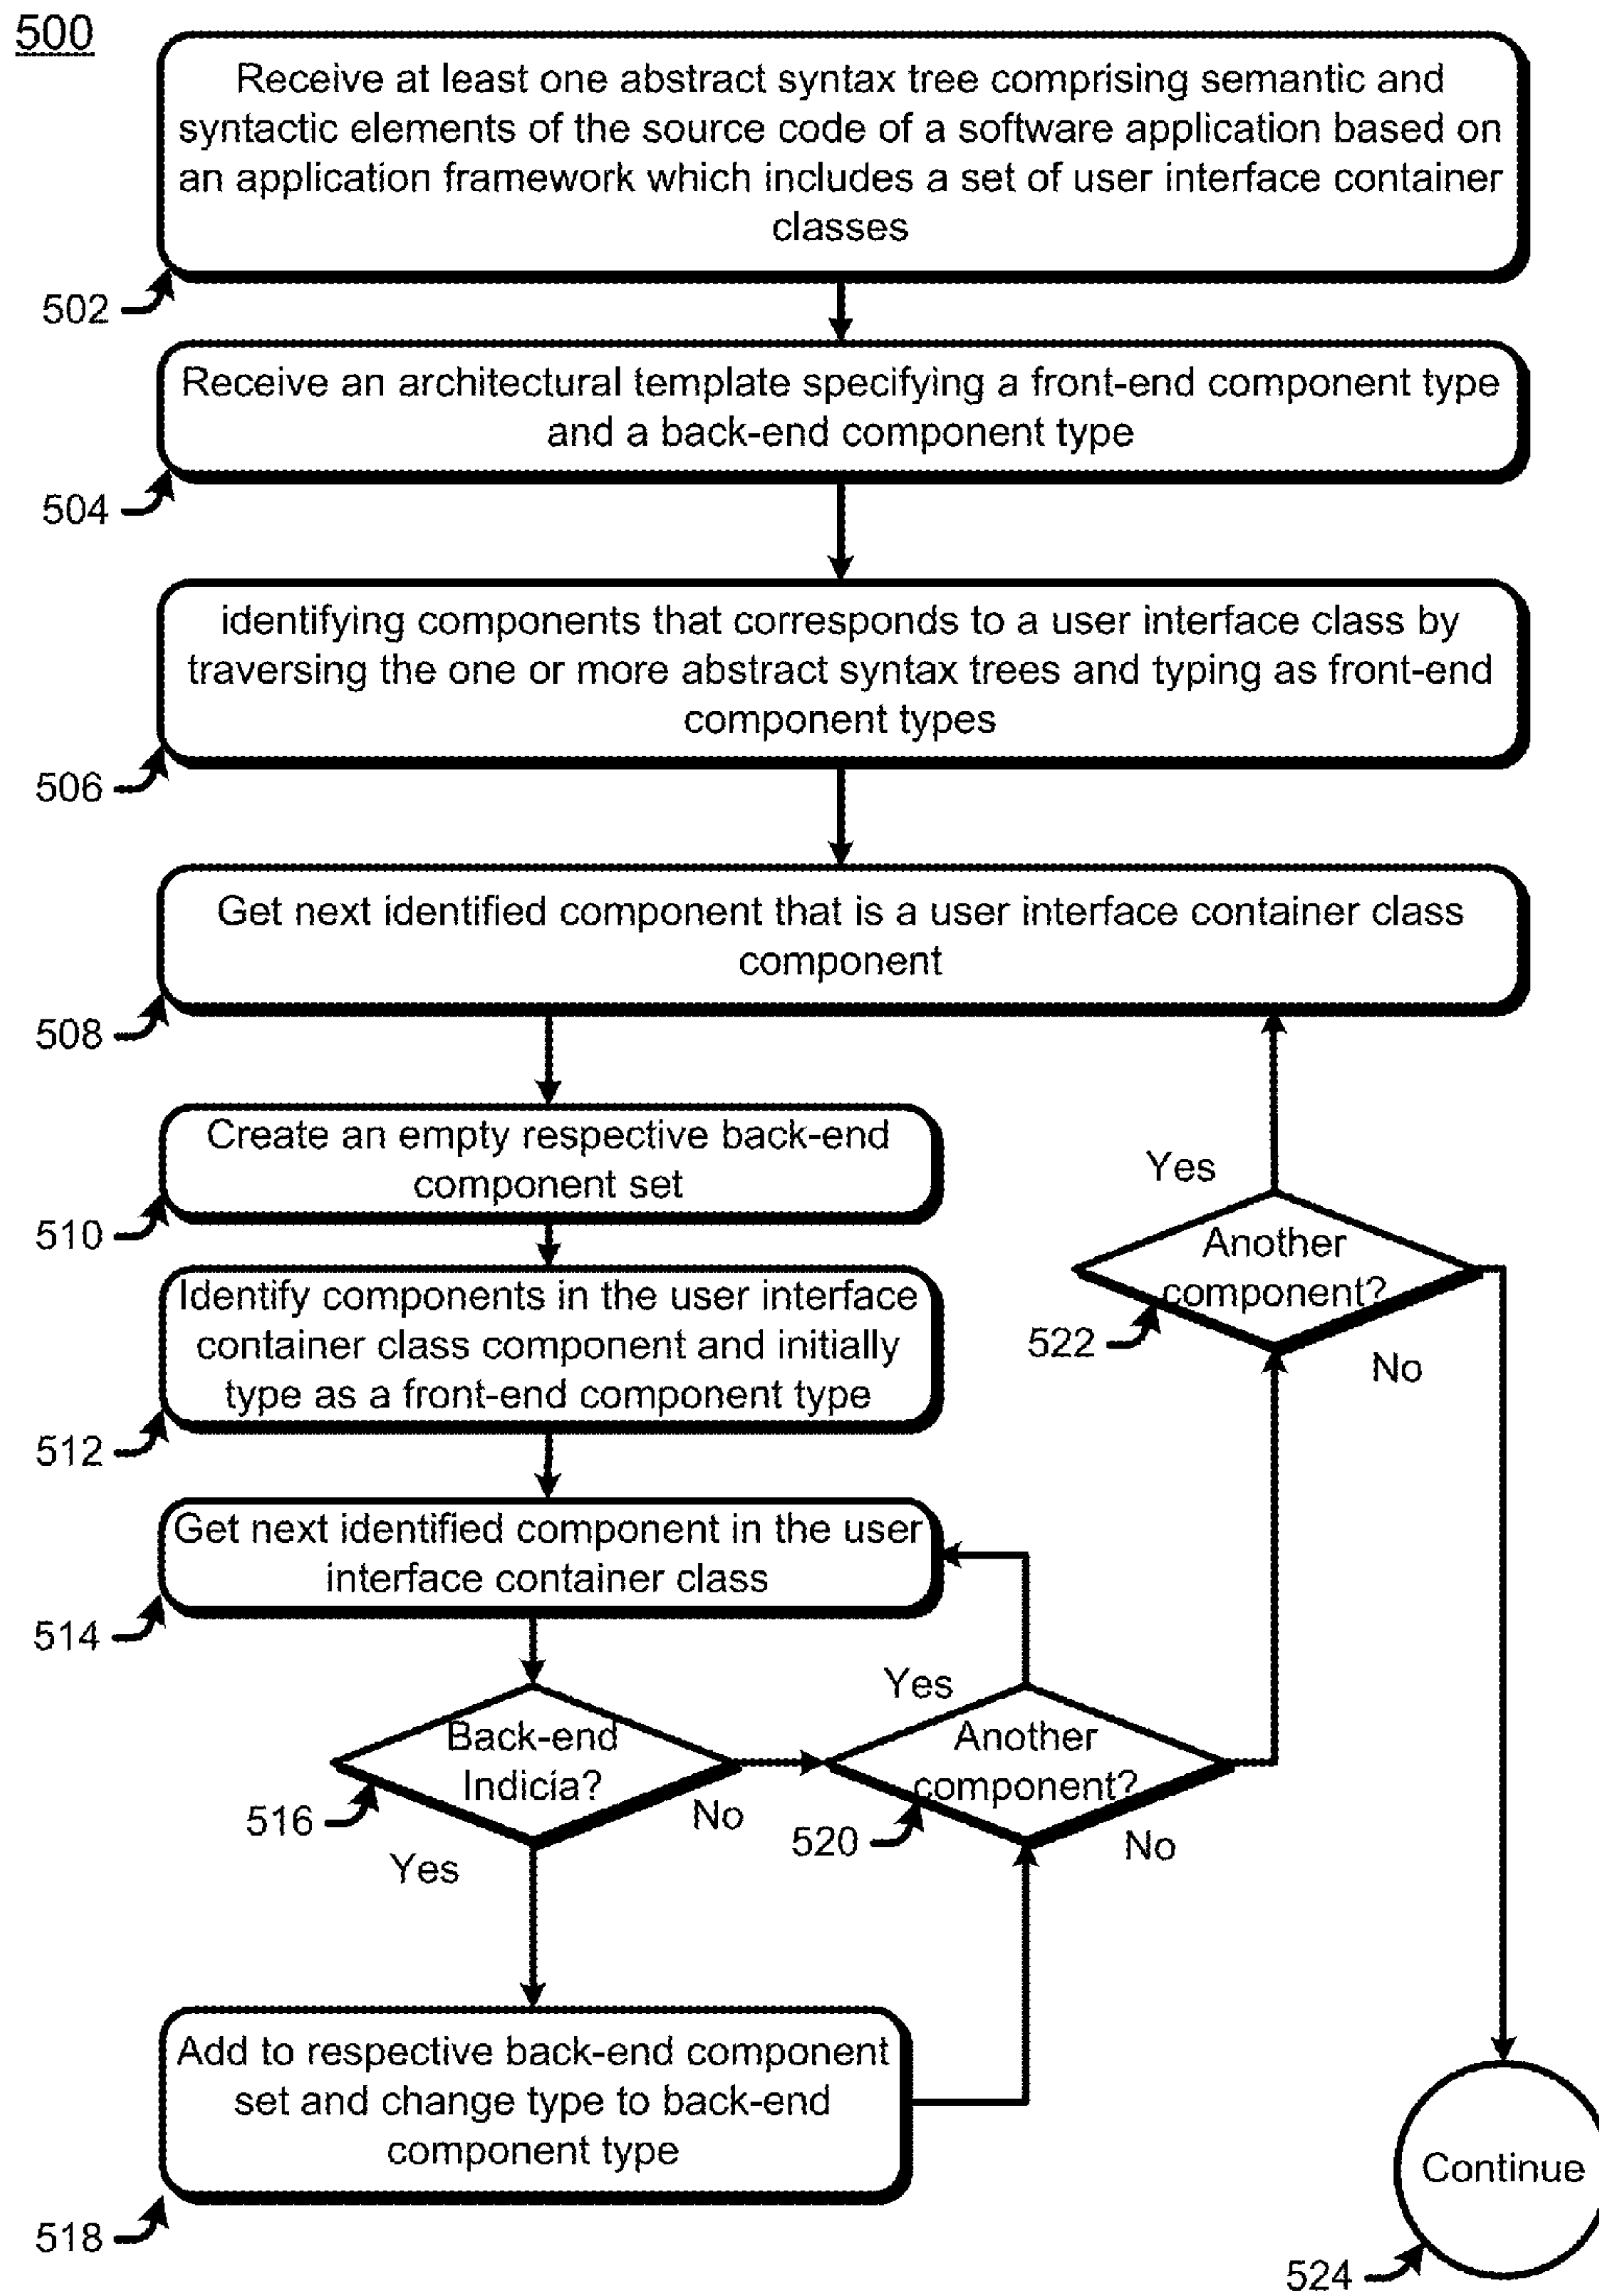 500
Receive at least one abstract syntax tree comprising semantic and
syntactic elements of the source code of a software application based on
an application framework which includes a set of user interface container
classes
502
Receive an architectural template specifying a front-end component type
and a back-end component type
504
identifying components that corresponds to a user interface class by
traversing the one or more abstract syntax trees and typing as front-end
component types
506
Get next identified component that is a user interface container class
component
508
Create an empty respective back-end
component set
510
Identify components in the user interface
container class component and initially
type as a front-end component type
512
Yes
Another
component?
522
No
Get next identified component in the user
interface container class
514
Back-end
Indicia?
516
No
Yes
Yes
Another
component?
520
No
Add to respective back-end component
set and change type to back-end
component type
518
Continue
524